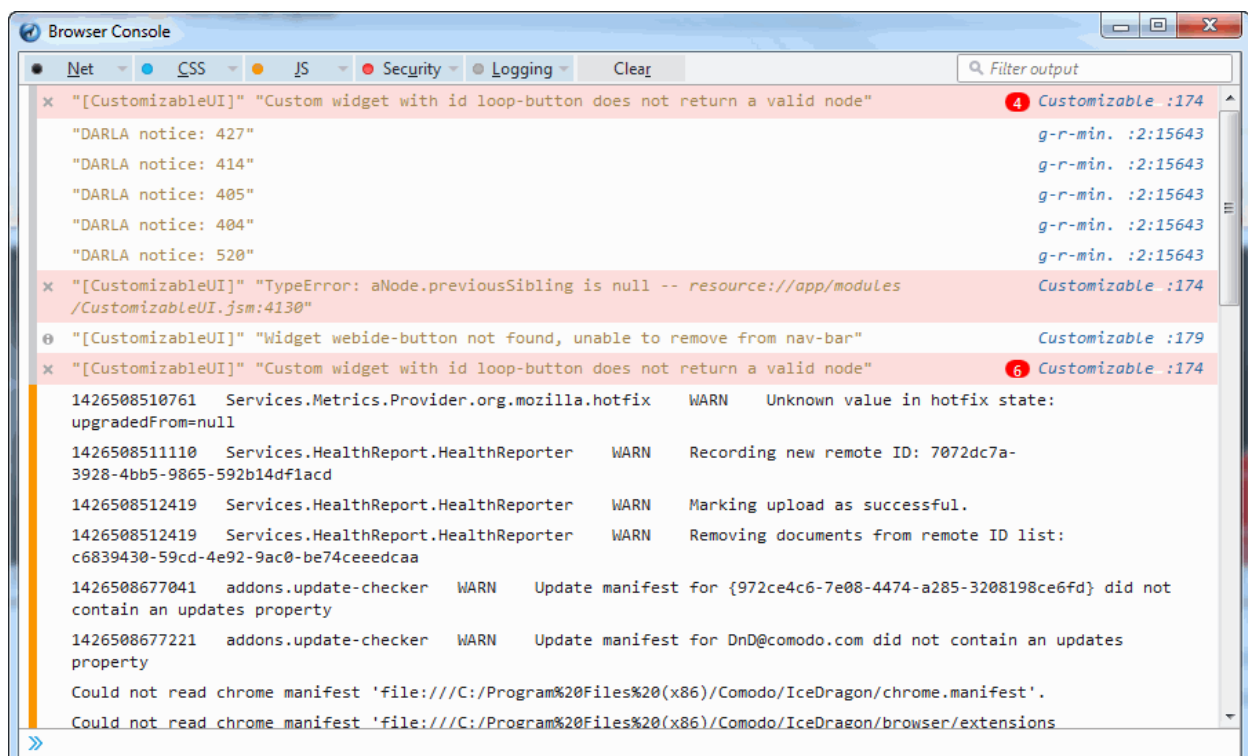 Browser Console
Net CSS JS Security Logging Clear Filter output
"[CustomizableUI]" "Custom widget with id loop-button does not return a valid node" 4 Customizable :174
"DARLA notice: 427" g-r-min. :2:15643
"DARLA notice: 414" g-r-min. :2:15643
"DARLA notice: 405" g-r-min. :2:15643
"DARLA notice: 404" g-r-min. :2:15643
"DARLA notice: 520" g-r-min. :2:15643
"[CustomizableUI]" "TypeError: aNode.previousSibling is null -- resource://app/modules Customizable :174
/CustomizableUI.jsm:4130"
"[CustomizableUI]" "Widget webide-button not found, unable to remove from nav-bar" Customizable :179
"[CustomizableUI]" "Custom widget with id loop-button does not return a valid node" 6 Customizable :174
1426508510761 Services.Metrics.Provider.org.mozilla.hotfix WARN Unknown value in hotfix state:
upgradedFrom=null
1426508511110 Services.HealthReport.HealthReporter WARN Recording new remote ID: 7072dc7a-
3928-4bb5-9865-592b14df1acd
1426508512419 Services.HealthReport.HealthReporter WARN Marking upload as successful.
1426508512419 Services.HealthReport.HealthReporter WARN Removing documents from remote ID list:
c6839430-59cd-4e92-9ac0-be74ceeedcaa
1426508677041 addons.update-checker WARN Update manifest for {972ce4c6-7e08-4474-a285-3208198ce6fd} did not
contain an updates property
1426508677221 addons.update-checker WARN Update manifest for DnD@comodo.com did not contain an updates
property
Could not read chrome manifest 'file:///C:/Program%20Files%20(x86)/Comodo/IceDragon/chrome.manifest'.
Could not read chrome manifest 'file:///C:/Program%20Files%20(x86)/Comodo/IceDragon/browser/extensions